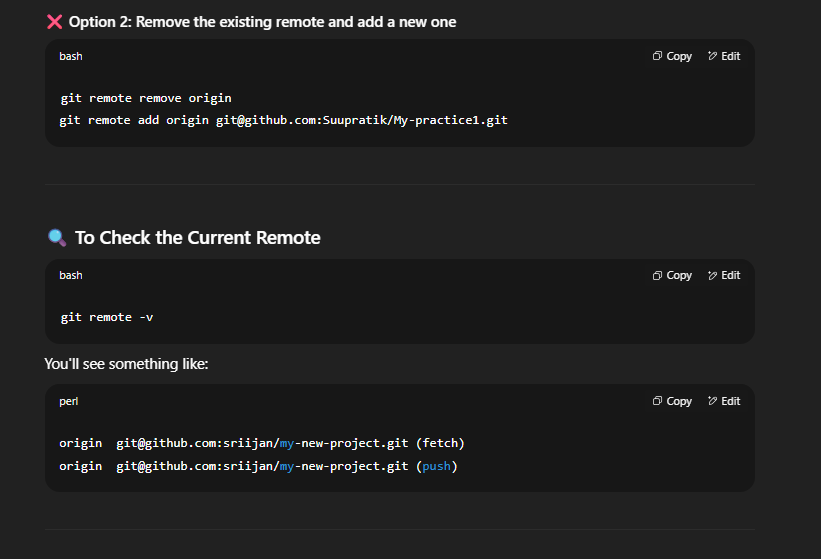 ❌ Option 2: Remove the existing remote and add a new one
bash
Copy
Edit
git remote remove origin
git remote add origin git@github.com:Suupratik/My-practice1.git
🔍 To Check the Current Remote
bash
Copy
Edit
git remote -v
You'll see something like:
perl
Copy
Edit
origin  git@github.com:sriijan/my-new-project.git (fetch)
origin  git@github.com:sriijan/my-new-project.git (push)